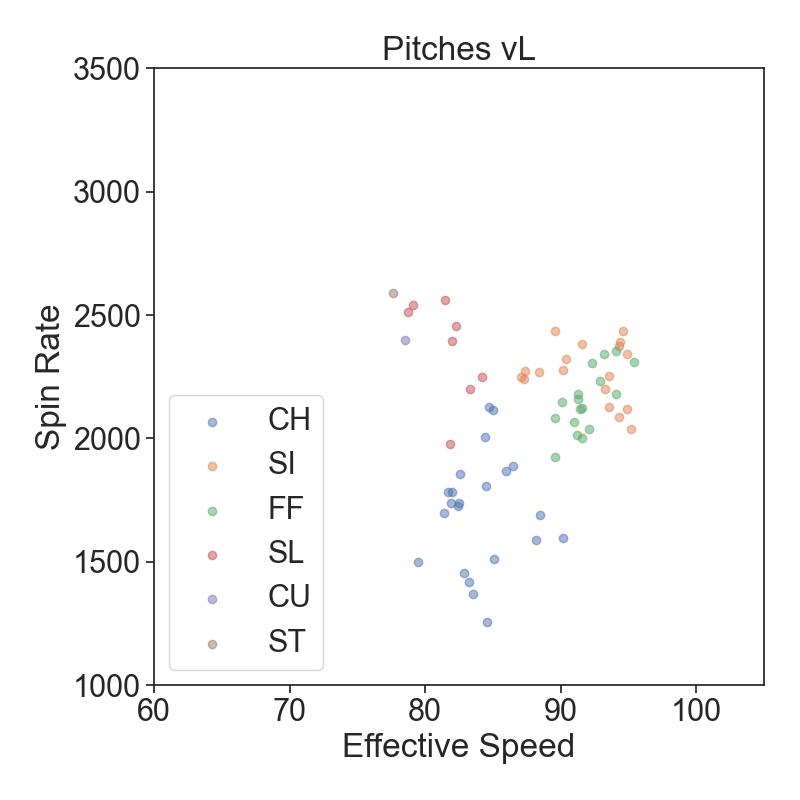 Pitches vL
3500
3000
2500
2000
1500
1000
Spin Rate
CH
SI
FF
SL
CU
ST
60 70 80 90 100
Effective Speed